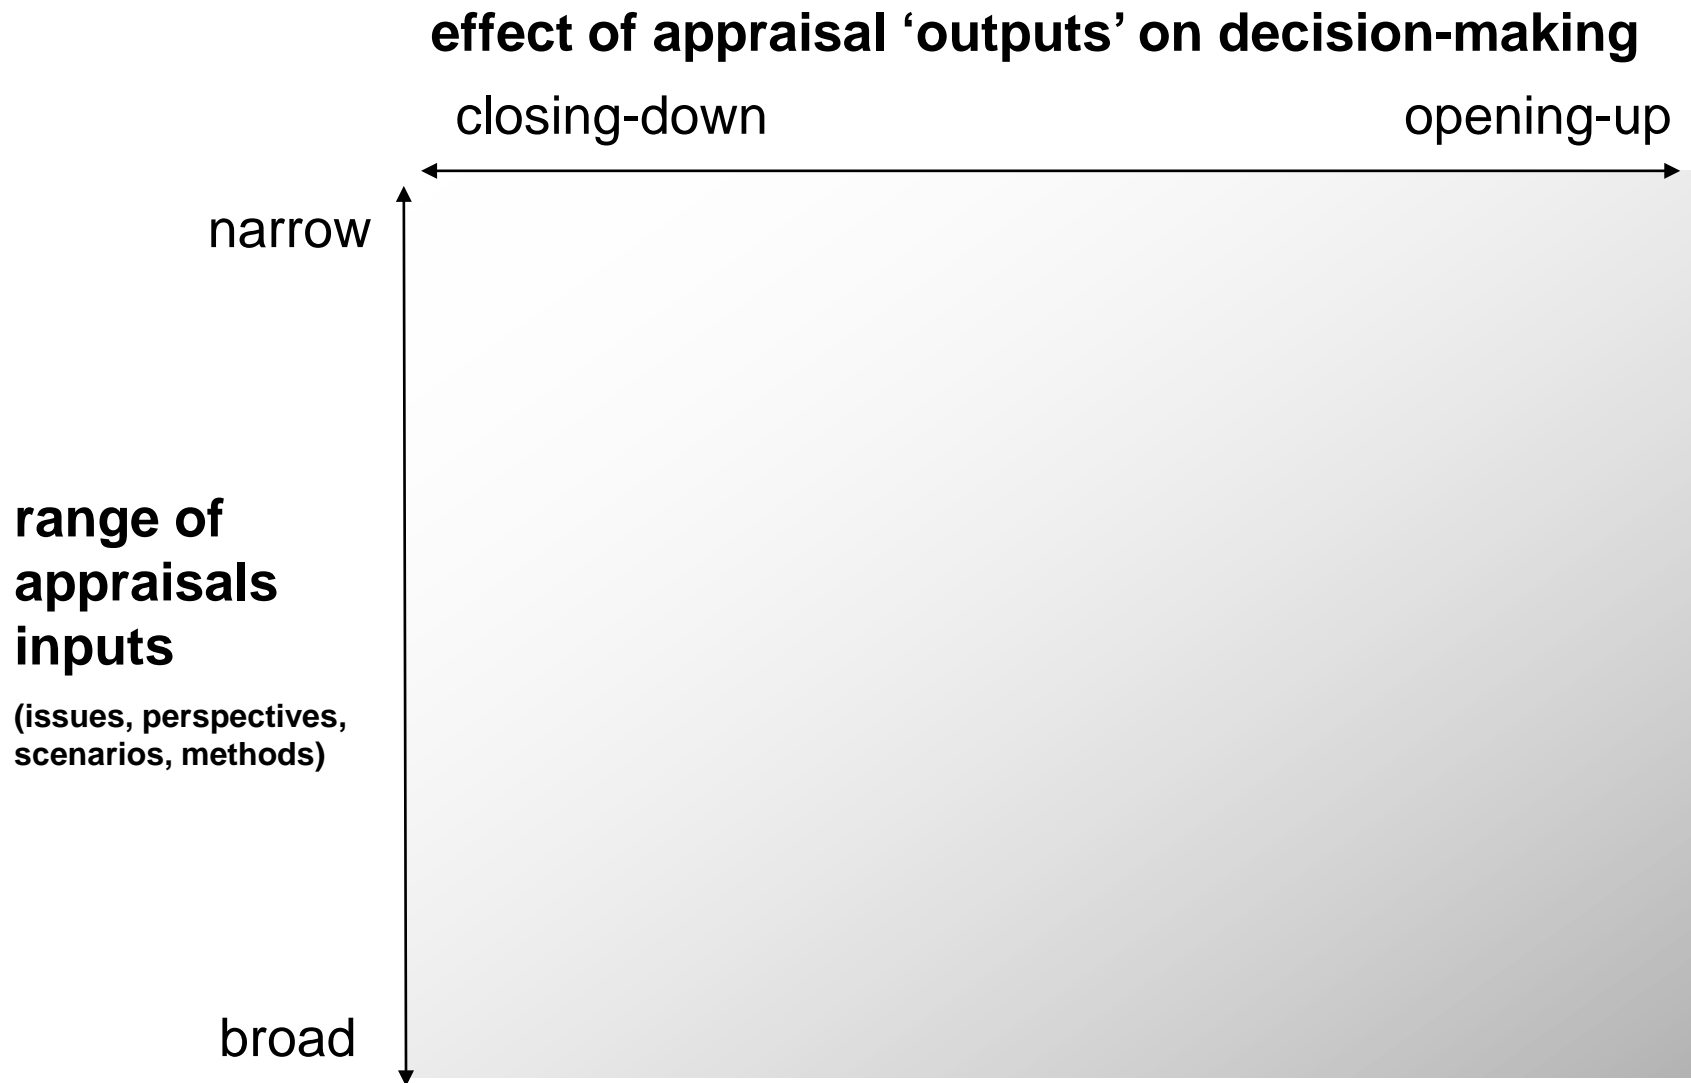 effect of appraisal ‘outputs’ on decision-making
closing-down opening-up
narrow
range of
appraisals
inputs
(issues, perspectives,
scenarios, methods)
broad